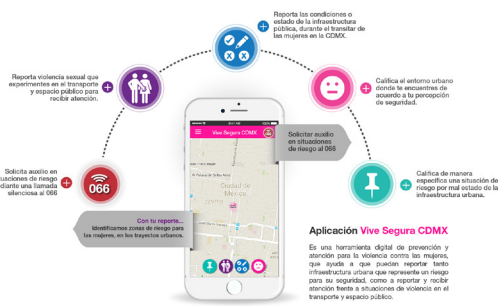 Reporta las condiciones o
estado de la infraestructura
pública, durante el transitar de
las mujeres en la CDMX.
Reporta violencia sexual que
experimentes en el transporte
y espacio público para
recibir atención.
Califica el entorno urbano
donde te encuentres de
acuerdo a tu percepción
de seguridad.
Solicita auxilio en
tuaciones de riesgo
diante una llamada
silenciosa al 066
066
Vive Segura CDMX
Solicitar auxilio
en situaciones
de riesgo al 066
Ciudad de
México
Con tu reporte...
Identificamos zonas de riesgo para
las mujeres, en los trayectos urbanos.
Califica de manera
específica una situación de
riesgo por mal estado de la
infraestructura urbana.
Aplicación Vive Segura CDMX
Es una herramienta digital de prevención y
atención para la violencia contra las mujeres,
que ayuda a que puedan reportar tanto
infraestructura urbana que represente un riesgo
para su seguridad, como a reportar y recibir
atención frente a situaciones de violencia en el
transporte y espacio público.